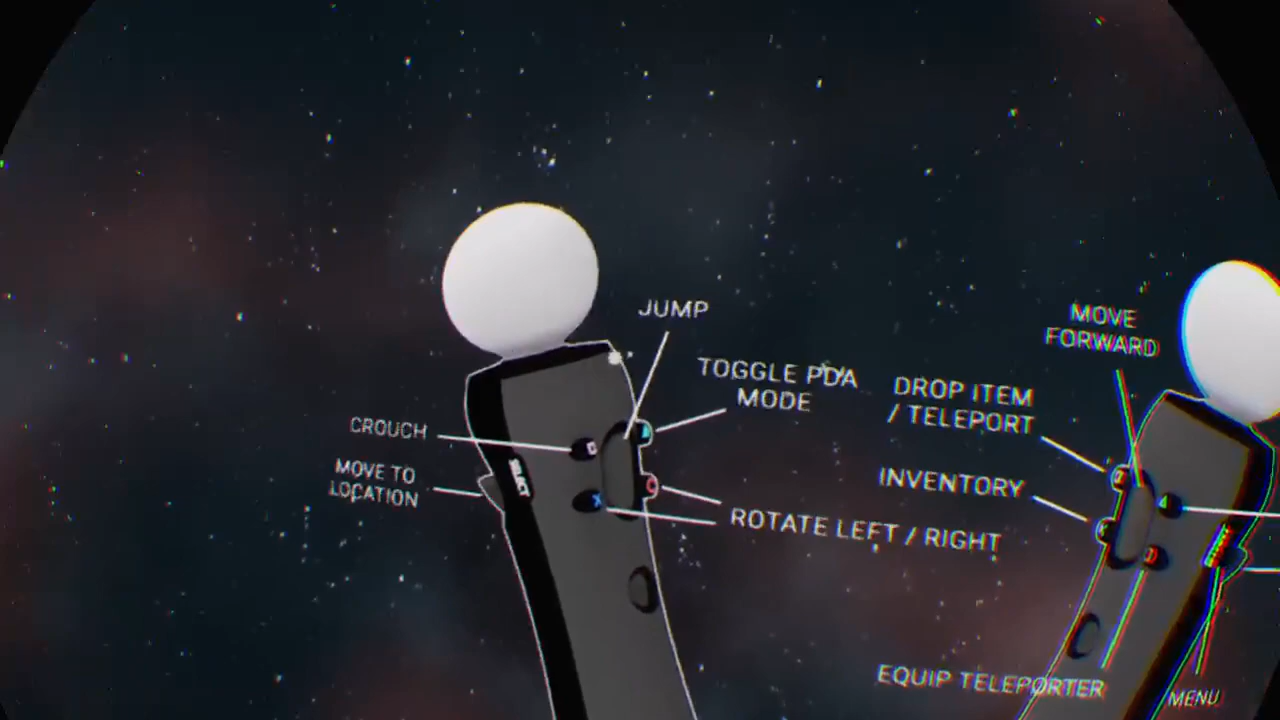 JUMP
TOGGLE PDA
MODE
CROUCH
MOVE TO
LOCATION
ROTATE LEFT / RIGHT
MOVE
FORWARD
DROP ITEM
/ TELEPORT
INVENTORY
EQUIP TELEPORTER
MENU